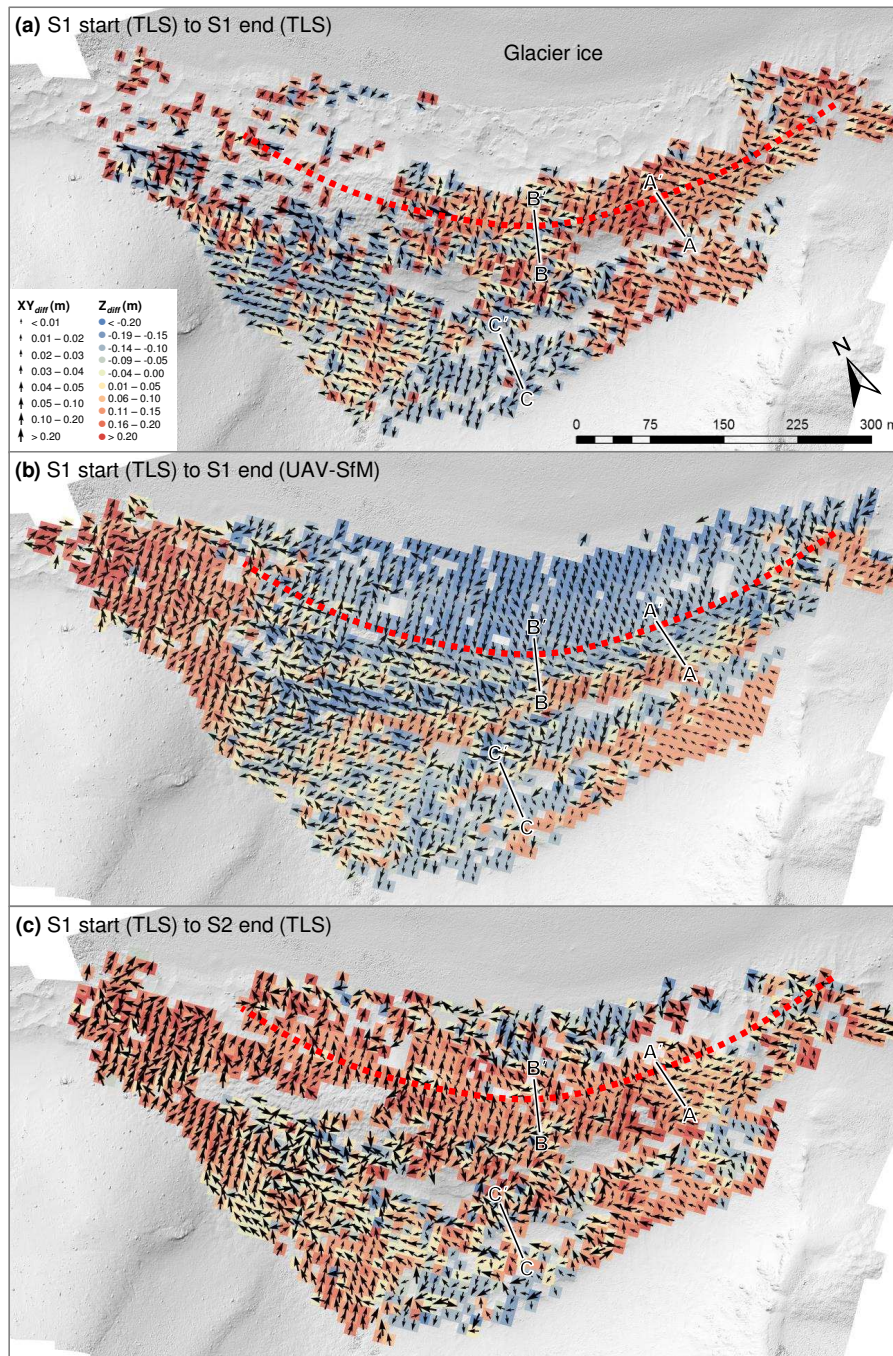 (a) S1 start (TLS) to S1 end (TLS)
Glacier ice
A'
B'
A
B
C'
C
XYdiff (m) Zdiff (m)
< 0.01 < -0.20
0.01 – 0.02 -0.19 – -0.15
0.02 – 0.03 -0.14 – -0.10
0.03 – 0.04 -0.09 – -0.05
0.04 – 0.05 -0.04 – 0.00
0.05 – 0.10 0.01 – 0.05
0.10 – 0.20 0.06 – 0.10
> 0.20 0.11 – 0.15
0.16 – 0.20
> 0.20
N
0 75 150 225 300 m
(b) S1 start (TLS) to S1 end (UAV-SfM)
A'
B'
A
B
C'
C
(c) S1 start (TLS) to S2 end (TLS)
A'
B'
A
B
C'
C